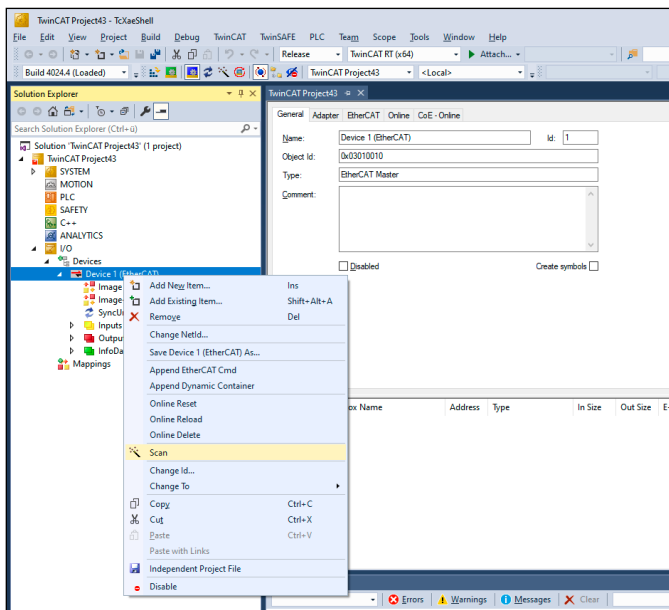 TwinCAT Project43 - TcXaeShell
File Edit View Project Build Debug TwinCAT TwinSAFE PLC Team Scope Tools Window Help
Release TwinCAT RT (x64) Attach...
Build 4024.4 (Loaded) TwinCAT Project43 <Local>
Solution Explorer
Search Solution Explorer (Ctrl+ü)
Solution 'TwinCAT Project43' (1 project)
TwinCAT Project43
SYSTEM
MOTION
PLC
SAFETY
C++
ANALYTICS
I/O
Devices
Device 1 (EtherCAT)
Image
Image
SyncUn
Inputs
Outpu
InfoDa
Mappings
Add New Item... Ins
Add Existing Item... Shift+Alt+A
Remove Del
Change NetId...
Save Device 1 (EtherCAT) As...
Append EtherCAT Cmd
Append Dynamic Container
Online Reset
Online Reload
Online Delete
Scan
Change Id...
Change To
Copy Ctrl+C
Cut Ctrl+X
Paste Ctrl+V
Paste with Links
Independent Project File
Disable
TwinCAT Project43
General Adapter EtherCAT Online CoE - Online
Name: Device 1 (EtherCAT) Id: 1
Object Id: 0x03010010
Type: EtherCAT Master
Comment:
Disabled Create symbols
ox Name Address Type In Size Out Size E-
Errors Warnings Messages Clear